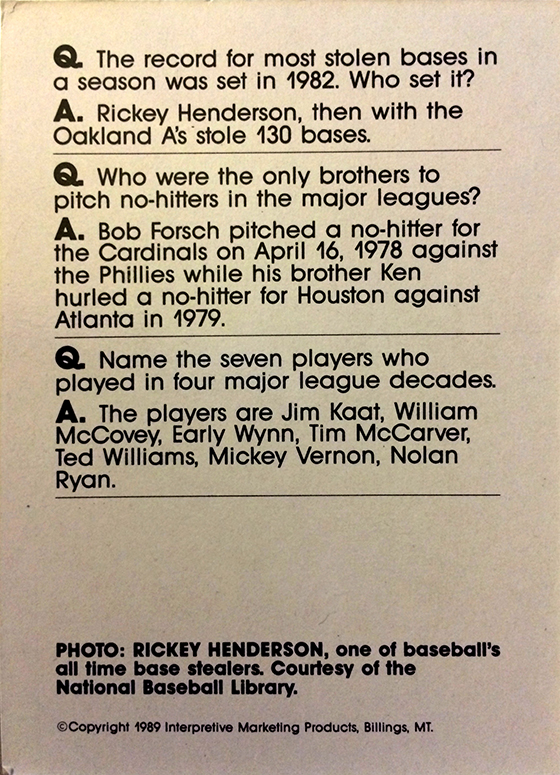 Q. The record for most stolen bases in
a season was set in 1982. Who set it?
A. Rickey Henderson, then with the
Oakland A's stole 130 bases.
Q. Who were the only brothers to
pitch no-hitters in the major leagues?
A. Bob Forsch pitched a no-hitter for
the Cardinals on April 16, 1978 against
the Phillies while his brother Ken
hurled a no-hitter for Houston against
Atlanta in 1979.
Q. Name the seven players who
played in four major league decades.
A. The players are Jim Kaat, William
McCovey, Early Wynn, Tim McCarver,
Ted Williams, Mickey Vernon, Nolan
Ryan.
PHOTO: RICKEY HENDERSON, one of baseball's
all time base stealers. Courtesy of the
National Baseball Library.
©Copyright 1989 Interpretive Marketing Products, Billings, MT.